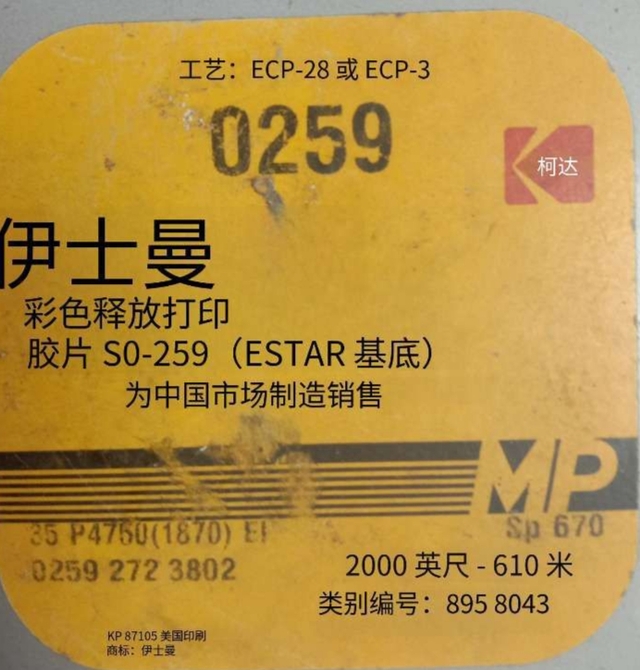 工艺：ECP-28 或 ECP-3
0259
柯达
伊士曼
彩色释放打印
胶片 S0-259（ESTAR 基底）
为中国市场制造销售
MP
35 P4760(1870)
Sp 670
0259 272 3802
2000 英尺 - 610 米
类别编号：895 8043
KP 87105 美国印刷
商标：伊士曼